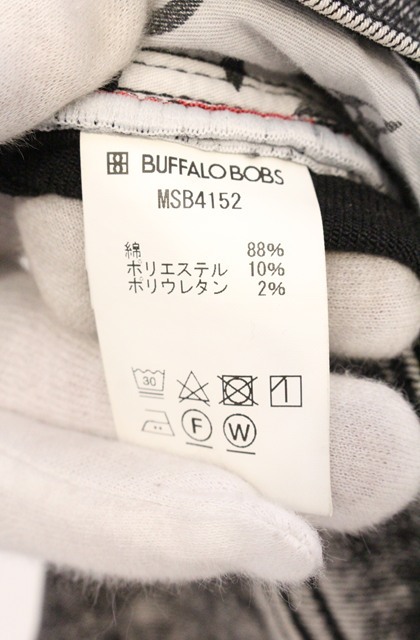 BUFFALO BOBS
MSB4152
綿 88%
ポリエステル 10%
ポリウレタン 2%
30
F W